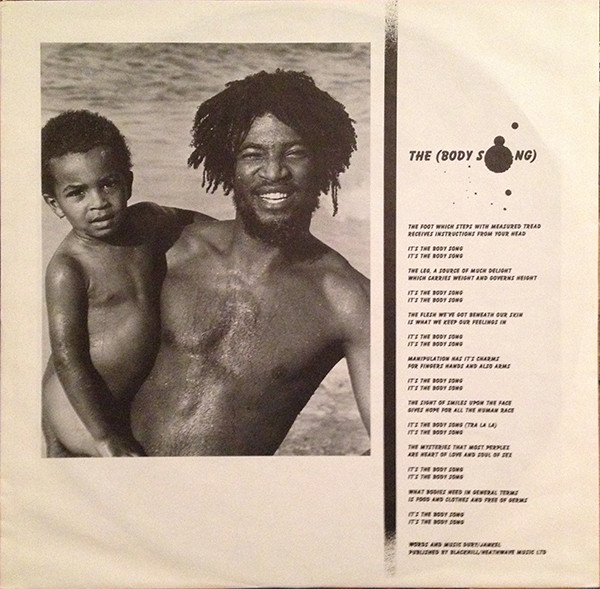 THE (BODY SONG)
THE FOOT WHICH STEPS WITH MEASURED TREAD
RECEIVES INSTRUCTIONS FROM YOUR HEAD
IT'S THE BODY SONG
IT'S THE BODY SONG
THE LEG, A SOURCE OF MUCH DELIGHT
WHICH CARRIES WEIGHT AND GOVERNS HEIGHT
IT'S THE BODY SONG
IT'S THE BODY SONG
THE FLESH WE'VE GOT BENEATH OUR SKIN
IS WHAT WE KEEP OUR FEELINGS IN
IT'S THE BODY SONG
IT'S THE BODY SONG
MANIPULATION HAS IT'S CHARMS
FOR FINGERS HANDS AND ALSO ARMS
IT'S THE BODY SONG
IT'S THE BODY SONG
THE SIGHT OF SMILES UPON THE FACE
GIVES HOPE FOR ALL THE HUMAN RACE
IT'S THE BODY SONG (TRA LA LA)
IT'S THE BODY SONG
THE MYSTERIES THAT MOST PERPLEX
ARE HEART OF LOVE AND SOUL OF SEX
IT'S THE BODY SONG
IT'S THE BODY SONG
WHAT BODIES NEED IN GENERAL TERMS
IS FOOD AND CLOTHES AND FREE OF GERMS
IT'S THE BODY SONG
IT'S THE BODY SONG
WORDS AND MUSIC DURY/JANKEL
PUBLISHED BY BLACKHILL/HEATHWAVE MUSIC LTD